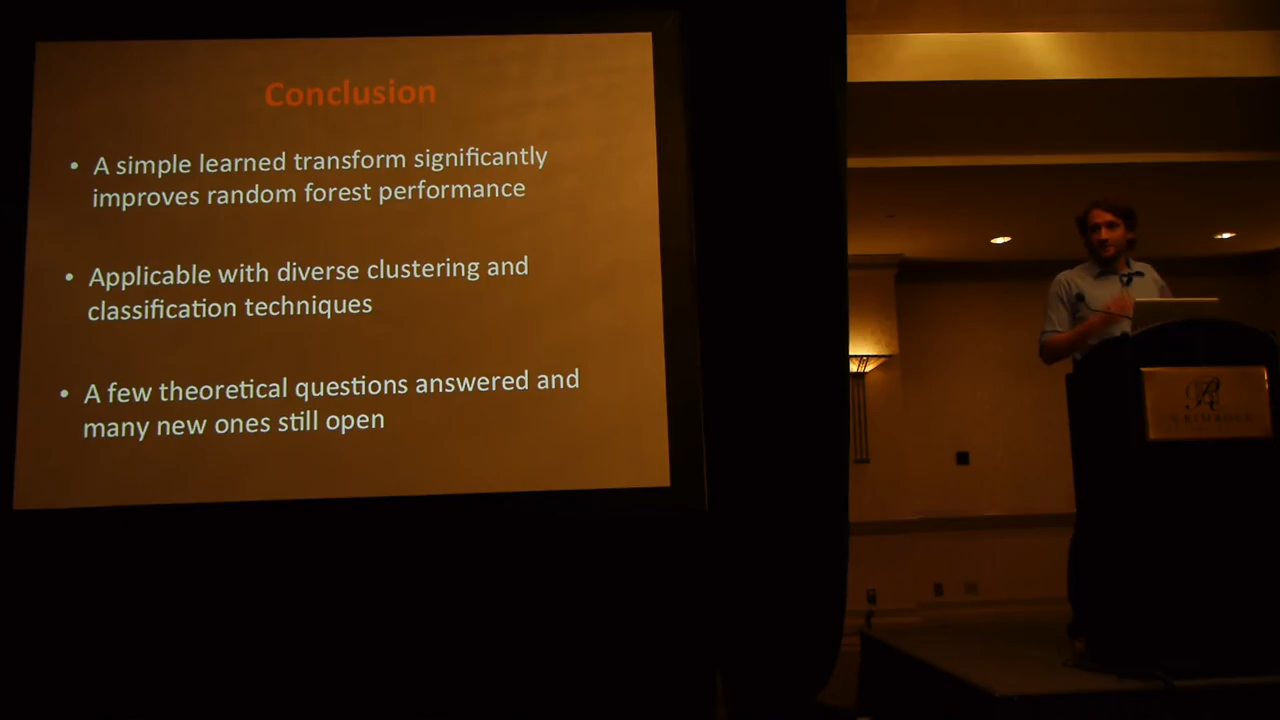 Conclusion
• A simple learned transform significantly
improves random forest performance
• Applicable with diverse clustering and
classification techniques
• A few theoretical questions answered and
many new ones still open